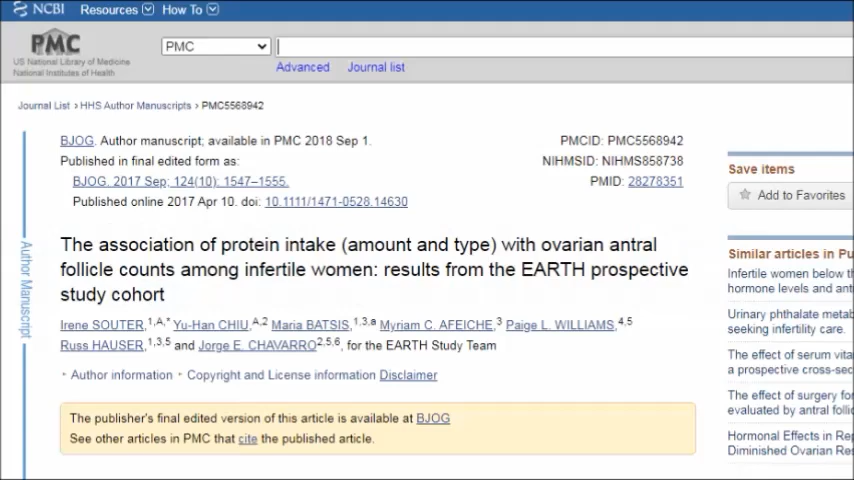 NCBI Resources How To
PMC
US National Library of Medicine
National Institutes of Health
PMC
Advanced Journal list
Journal List › HHS Author Manuscripts › PMC5568942
BJOG. Author manuscript; available in PMC 2018 Sep 1.
Published in final edited form as:
BJOG. 2017 Sep; 124(10): 1547–1555.
Published online 2017 Apr 10. doi: 10.1111/1471-0528.14630
PMCID: PMC5568942
NIHMSID: NIHMS858738
PMID: 28278351
Author Manuscript
The association of protein intake (amount and type) with ovarian antral
follicle counts among infertile women: results from the EARTH prospective
study cohort
Irene SOUTER,1,A,* Yu-Han CHIU,A,2 Maria BATSIS,1,3,a Myriam C. AFEICHE,3 Paige L. WILLIAMS,4,5
Russ HAUSER,1,3,5 and Jorge E. CHAVARRO2,5,6, for the EARTH Study Team
Author information Copyright and License information Disclaimer
The publisher's final edited version of this article is available at BJOG
See other articles in PMC that cite the published article.
Save items
Add to Favorites
Similar articles in Pu
Infertile women below th
hormone levels and ant
Urinary phthalate metab
seeking infertility care.
The effect of serum vita
a prospective cross-sec
The effect of surgery for
evaluated by antral follic
Hormonal Effects in Rep
Diminished Ovarian Res